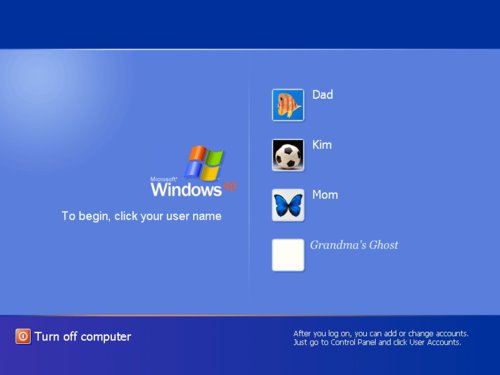 Dad
Kim
Mom
Grandma's Ghost
Microsoft®
Windows xp
To begin, click your user name
Turn off computer
After you log on, you can add or change accounts.
Just go to Control Panel and click User Accounts.